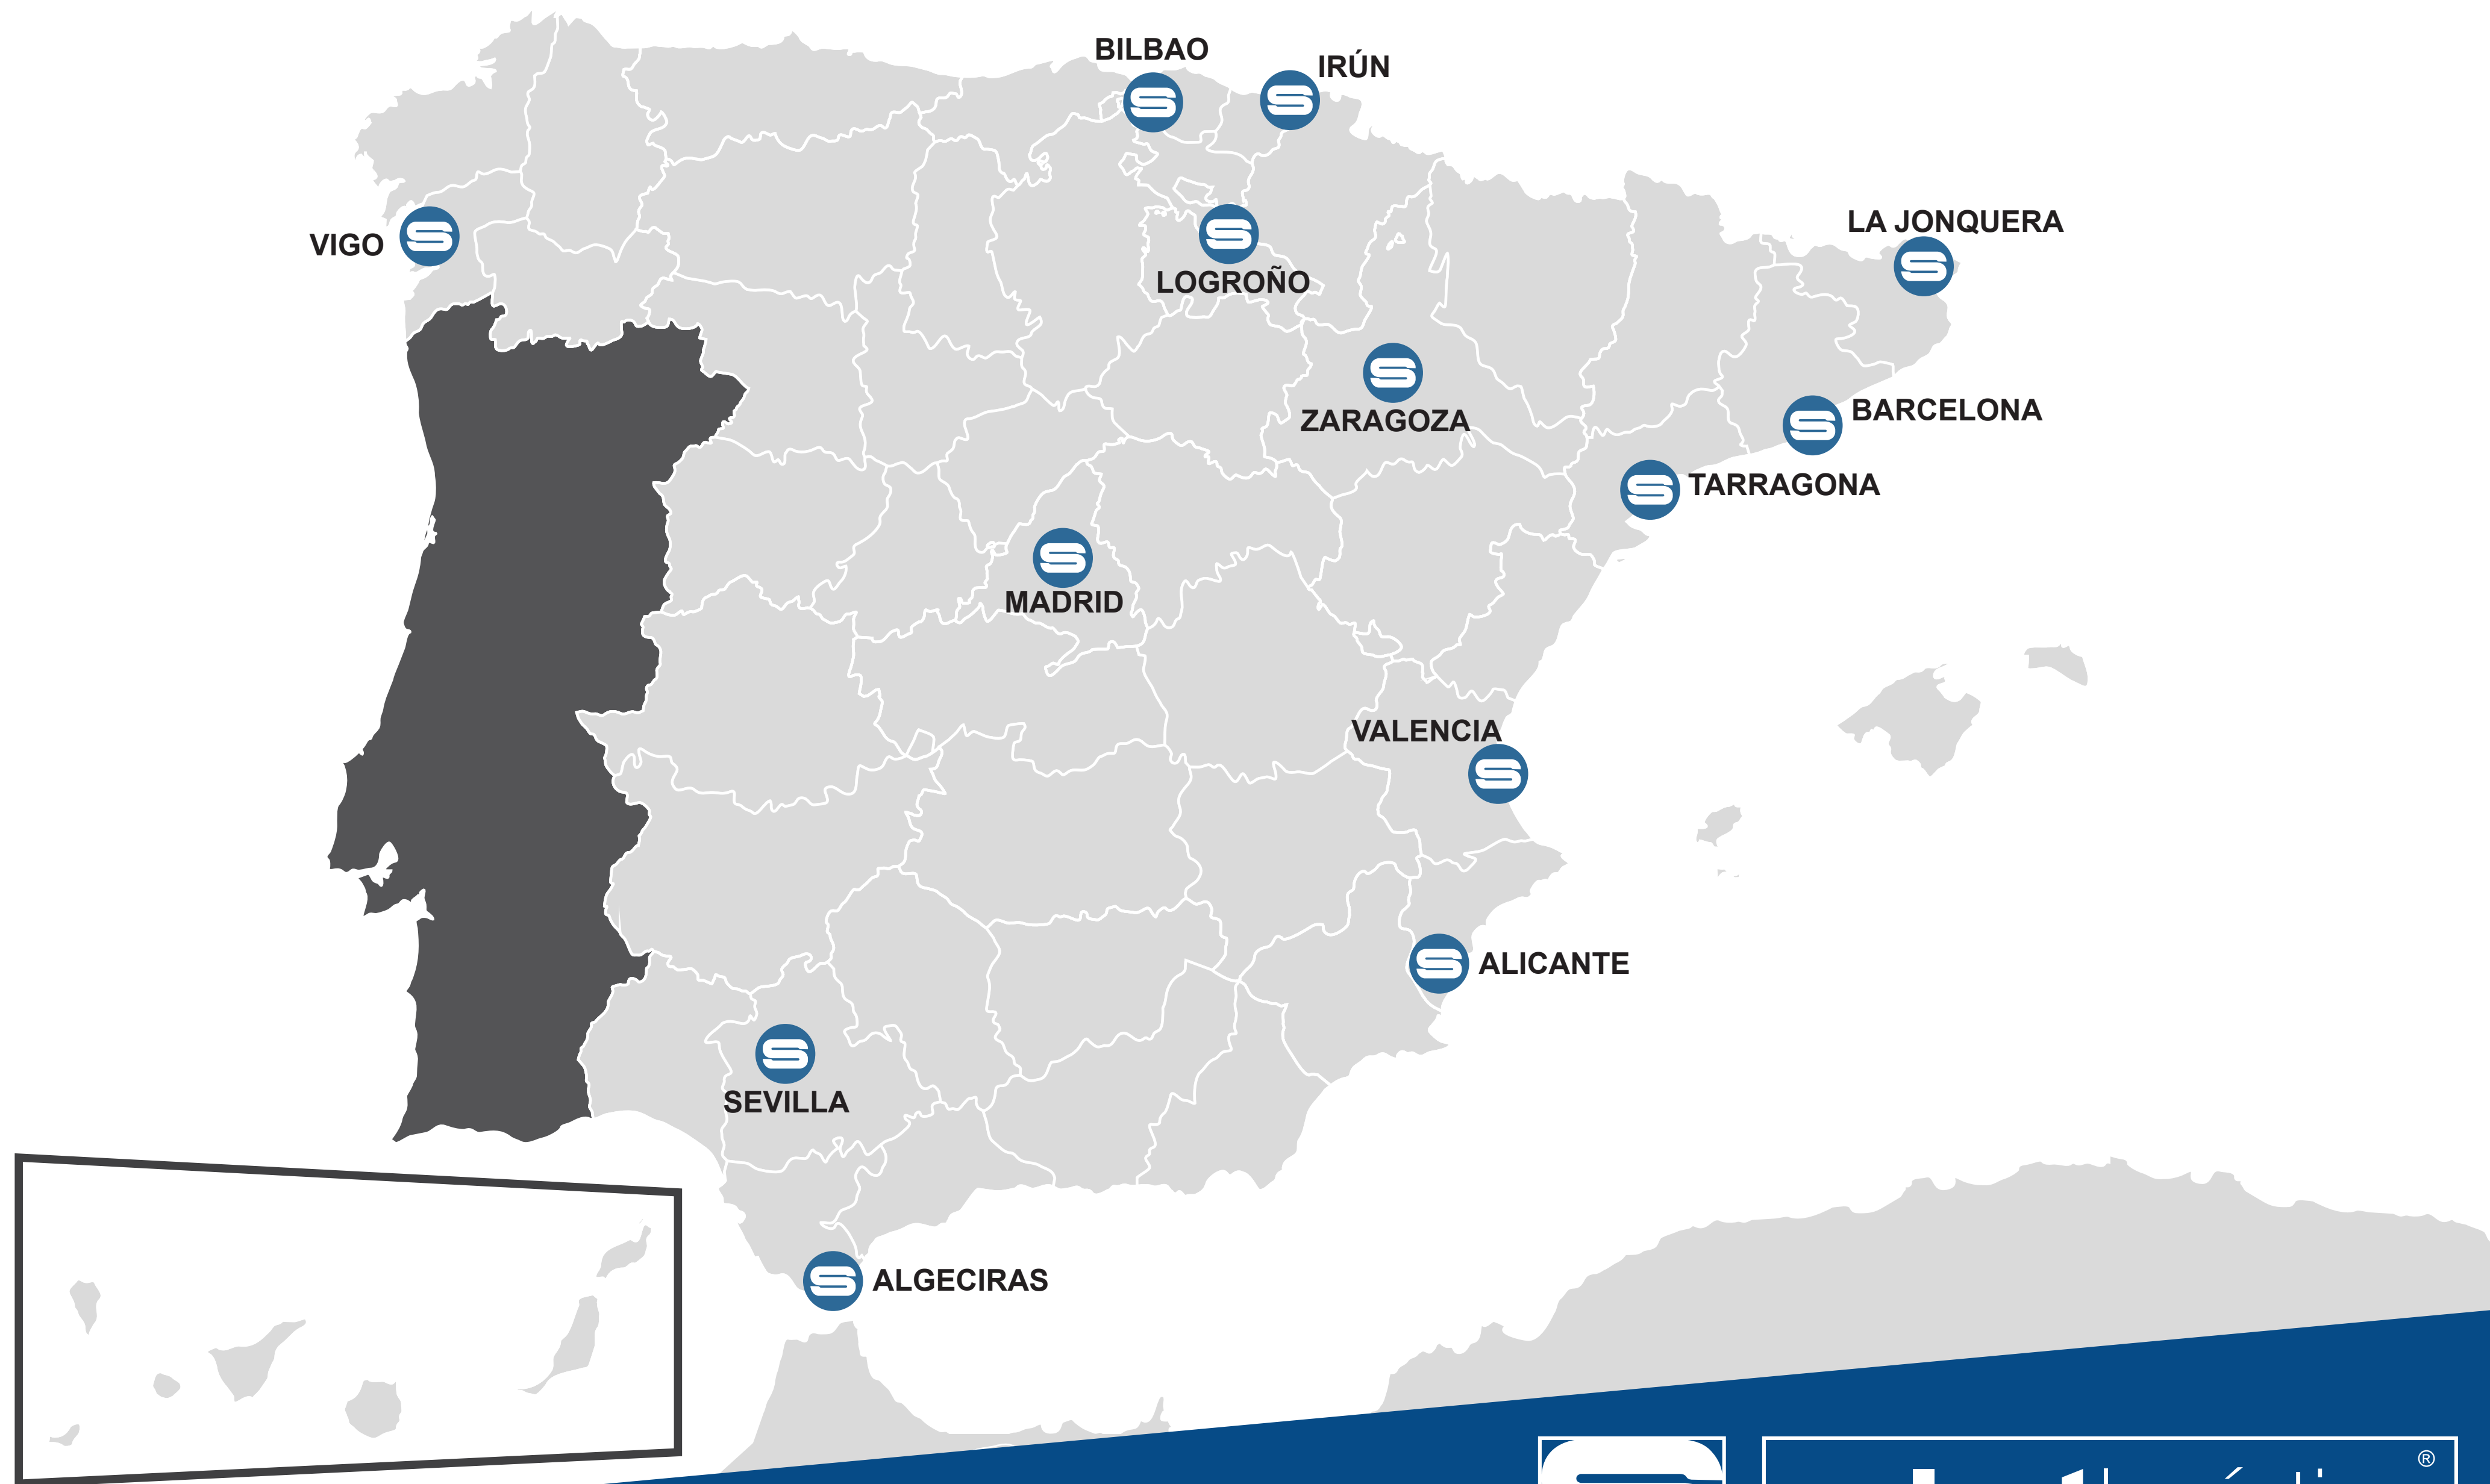 BILBAO
IRÚN
LA JONQUERA
VIGO
LOGROÑO
ZARAGOZA
BARCELONA
TARRAGONA
MADRID
VALENCIA
ALICANTE
SEVILLA
ALGECIRAS
®